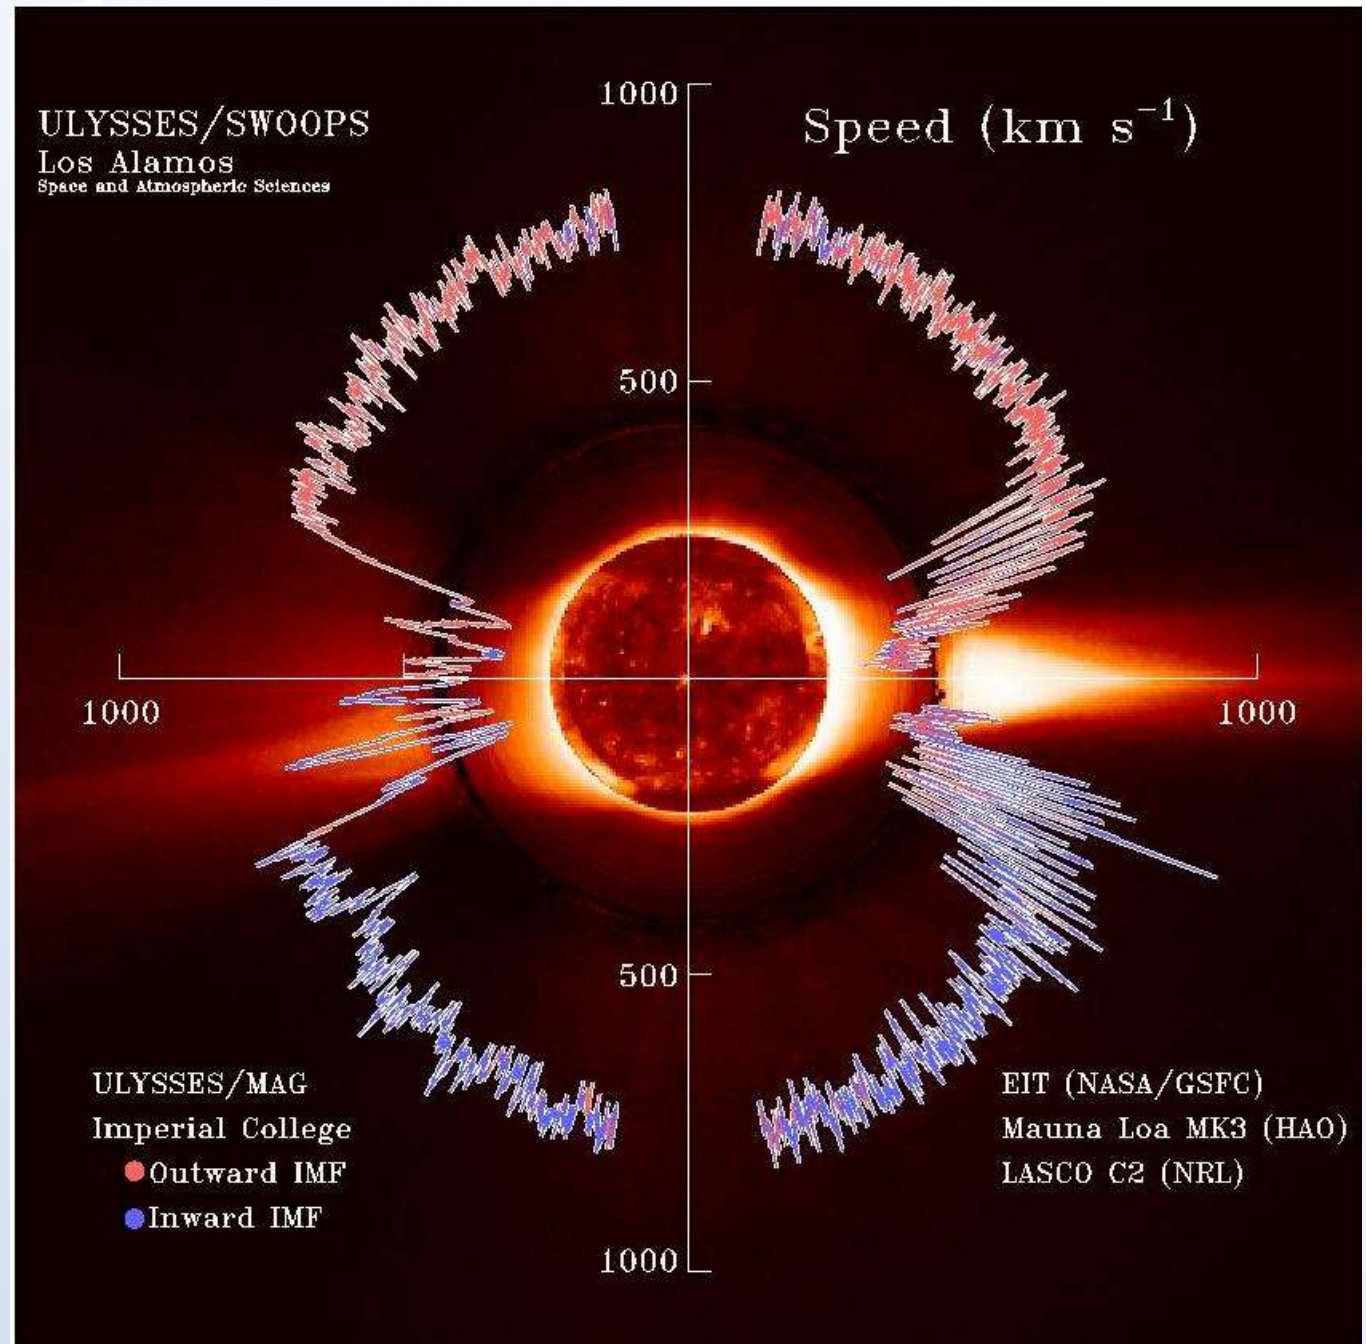 ULYSSES/SWOOPS
Los Alamos
Space and Atmospheric Sciences
Speed (km s⁻¹)
1000
500
1000
1000
500
1000
ULYSSES/MAG
Imperial College
Outward IMF
Inward IMF
EIT (NASA/GSFC)
Mauna Loa MK3 (HAO)
LASCO C2 (NRL)